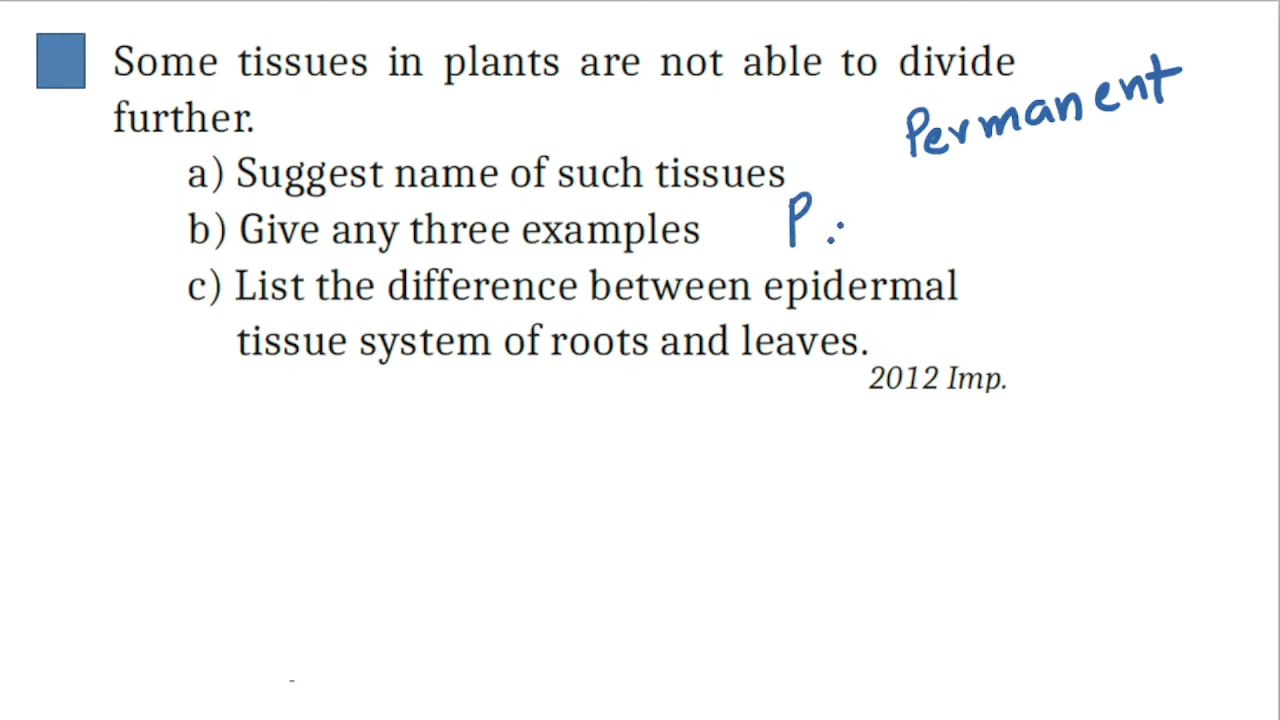 Some tissues in plants are not able to divide
further.
Permanent
a) Suggest name of such tissues
b) Give any three examples
P
c) List the difference between epidermal
tissue system of roots and leaves.
2012 Imp.